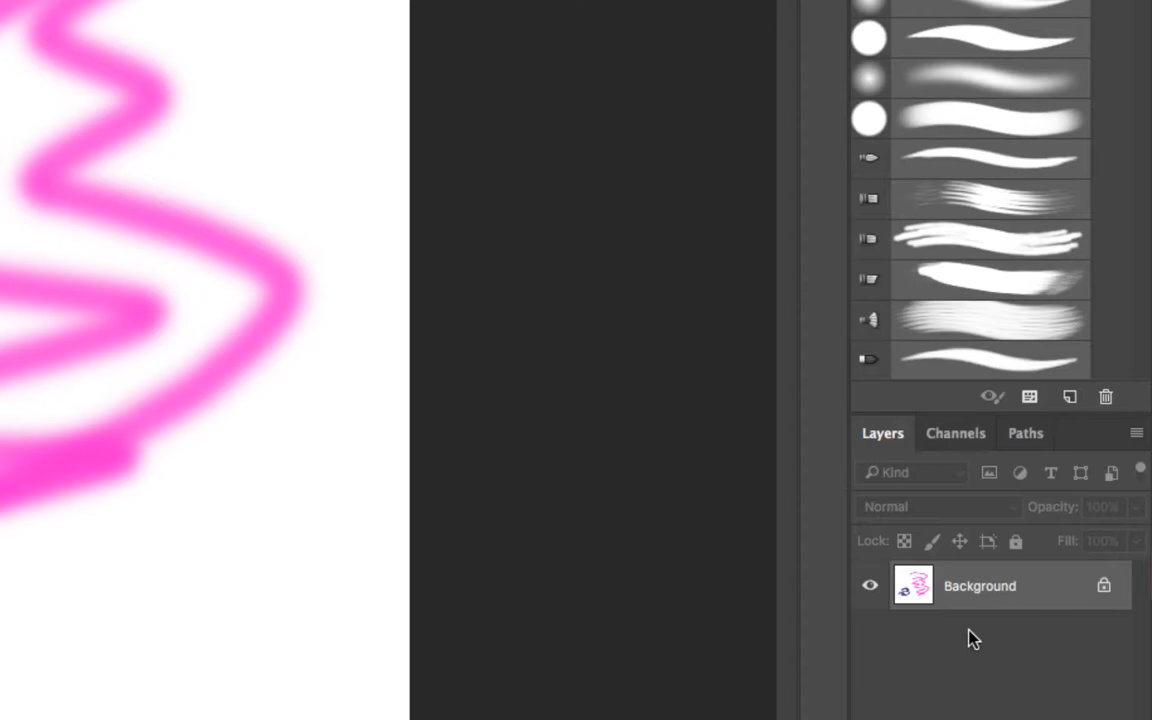 Layers Channels Paths
Kind
Normal Opacity: 100%
Lock: Fill: 100%
Background